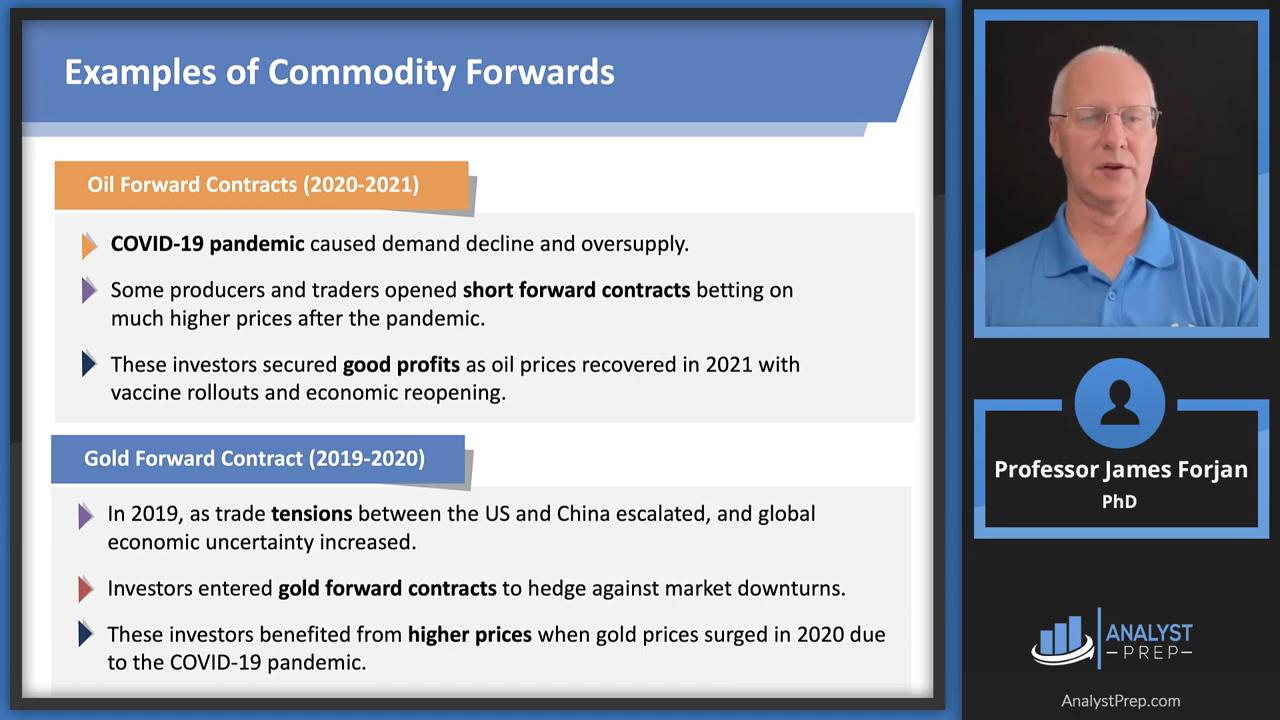 Examples of Commodity Forwards
Oil Forward Contracts (2020-2021)
COVID-19 pandemic caused demand decline and oversupply.
Some producers and traders opened short forward contracts betting on
much higher prices after the pandemic.
These investors secured good profits as oil prices recovered in 2021 with
vaccine rollouts and economic reopening.
Gold Forward Contract (2019-2020)
In 2019, as trade tensions between the US and China escalated, and global
economic uncertainty increased.
Investors entered gold forward contracts to hedge against market downturns.
These investors benefited from higher prices when gold prices surged in 2020 due
to the COVID-19 pandemic.
Professor James Forjan
PhD
ANALYST
PREP
AnalystPrep.com